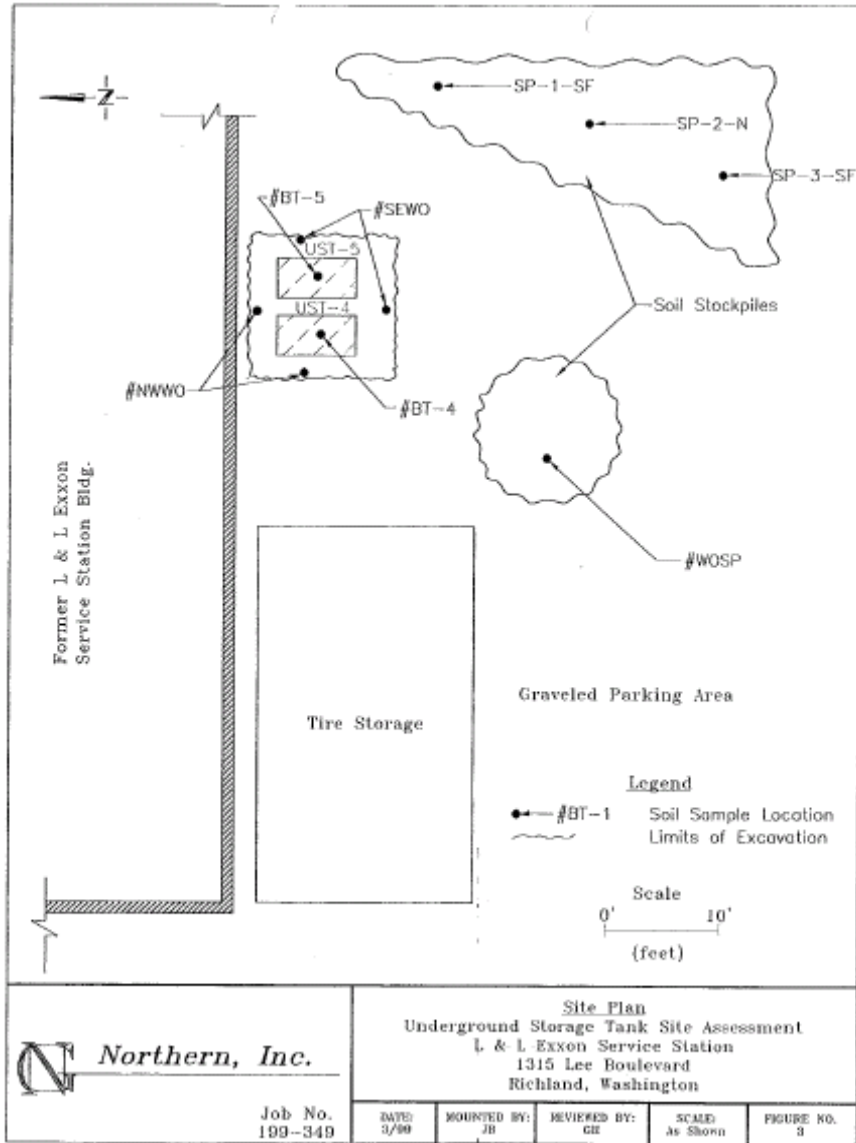 N
SP-1-SF
SP-2-N
SP-3-SF
#BT-5
#SEWO
UST-5
UST-4
Soil Stockpiles
#NWWO
#BT-4
#WOSP
Former L & L Exxon
Service Station Bldg.
Tire Storage
Graveled Parking Area
Legend
#BT-1 Soil Sample Location
Limits of Excavation
Scale
0' 10'
(feet)
Northern, Inc.
Job No.
199-349
Site Plan
Underground Storage Tank Site Assessment
L & L Exxon Service Station
1315 Lee Boulevard
Richland, Washington
DATE:
MOUNTED BY:
JB
REVIEWED BY:
SCALE:
As Shown
FIGURE NO.
3